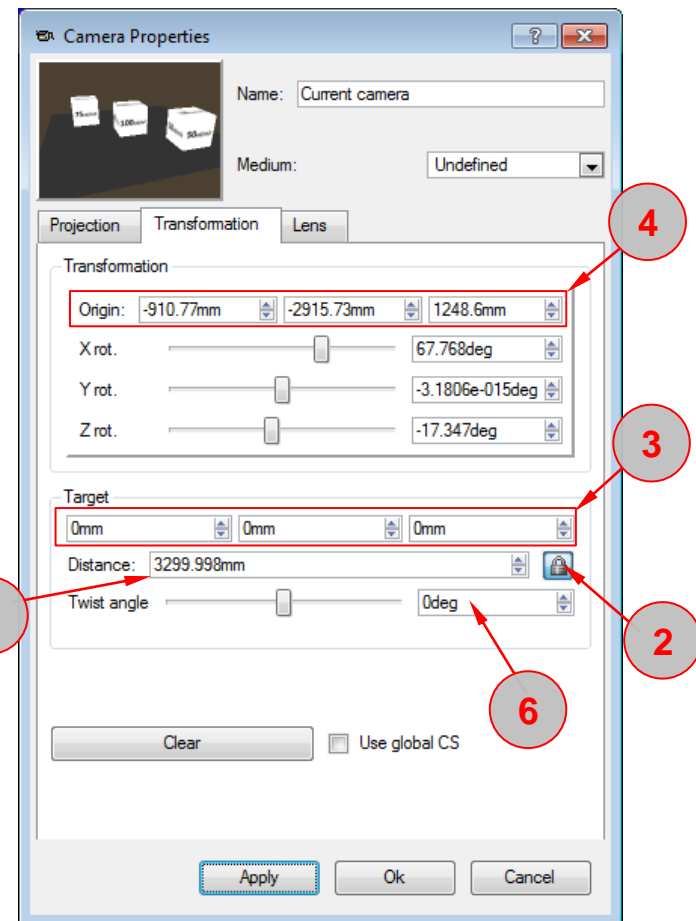 Camera Properties
Name: Current camera
Medium: Undefined
Projection Transformation Lens
4
Transformation
Origin: -910.77mm -2915.73mm 1248.6mm
X rot. 67.768deg
Y rot. -3.1806e-015deg
Z rot. -17.347deg
3
Target
0mm 0mm 0mm
Distance: 3299.998mm
Twist angle 0deg
2
6
Clear Use global CS
Apply Ok Cancel